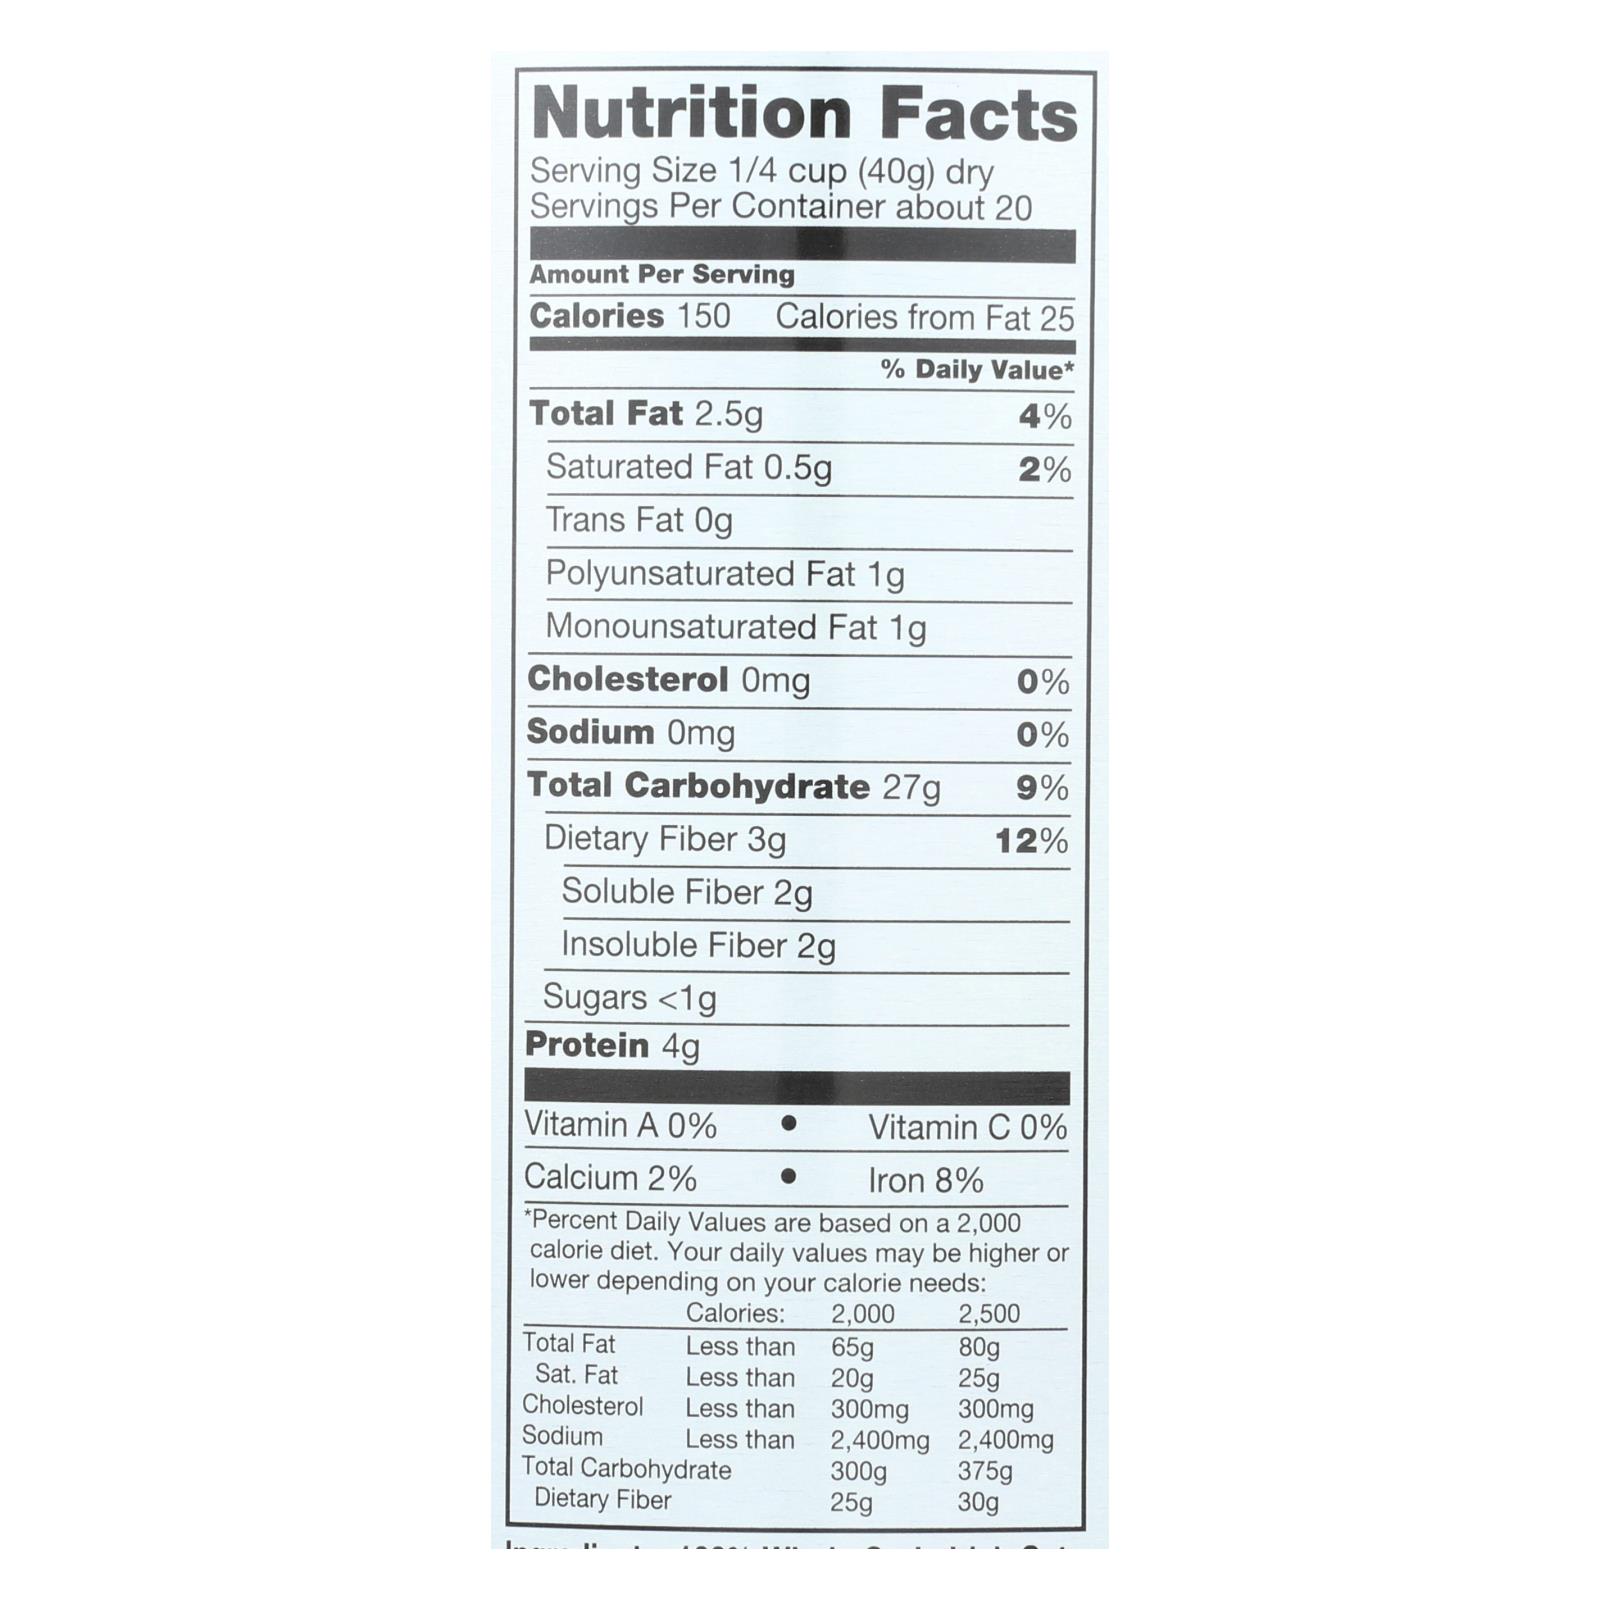 Nutrition Facts
Serving Size 1/4 cup (40g) dry
Servings Per Container about 20
Amount Per Serving
Calories 150 Calories from Fat 25
% Daily Value*
Total Fat 2.5g 4%
Saturated Fat 0.5g 2%
Trans Fat 0g
Polyunsaturated Fat 1g
Monounsaturated Fat 1g
Cholesterol 0mg 0%
Sodium 0mg 0%
Total Carbohydrate 27g 9%
Dietary Fiber 3g 12%
Soluble Fiber 2g
Insoluble Fiber 2g
Sugars <1g
Protein 4g
Vitamin A 0% • Vitamin C 0%
Calcium 2% • Iron 8%
*Percent Daily Values are based on a 2,000
calorie diet. Your daily values may be higher or
lower depending on your calorie needs:
Calories: 2,000 2,500
Total Fat Less than 65g 80g
Sat. Fat Less than 20g 25g
Cholesterol Less than 300mg 300mg
Sodium Less than 2,400mg 2,400mg
Total Carbohydrate 300g 375g
Dietary Fiber 25g 30g